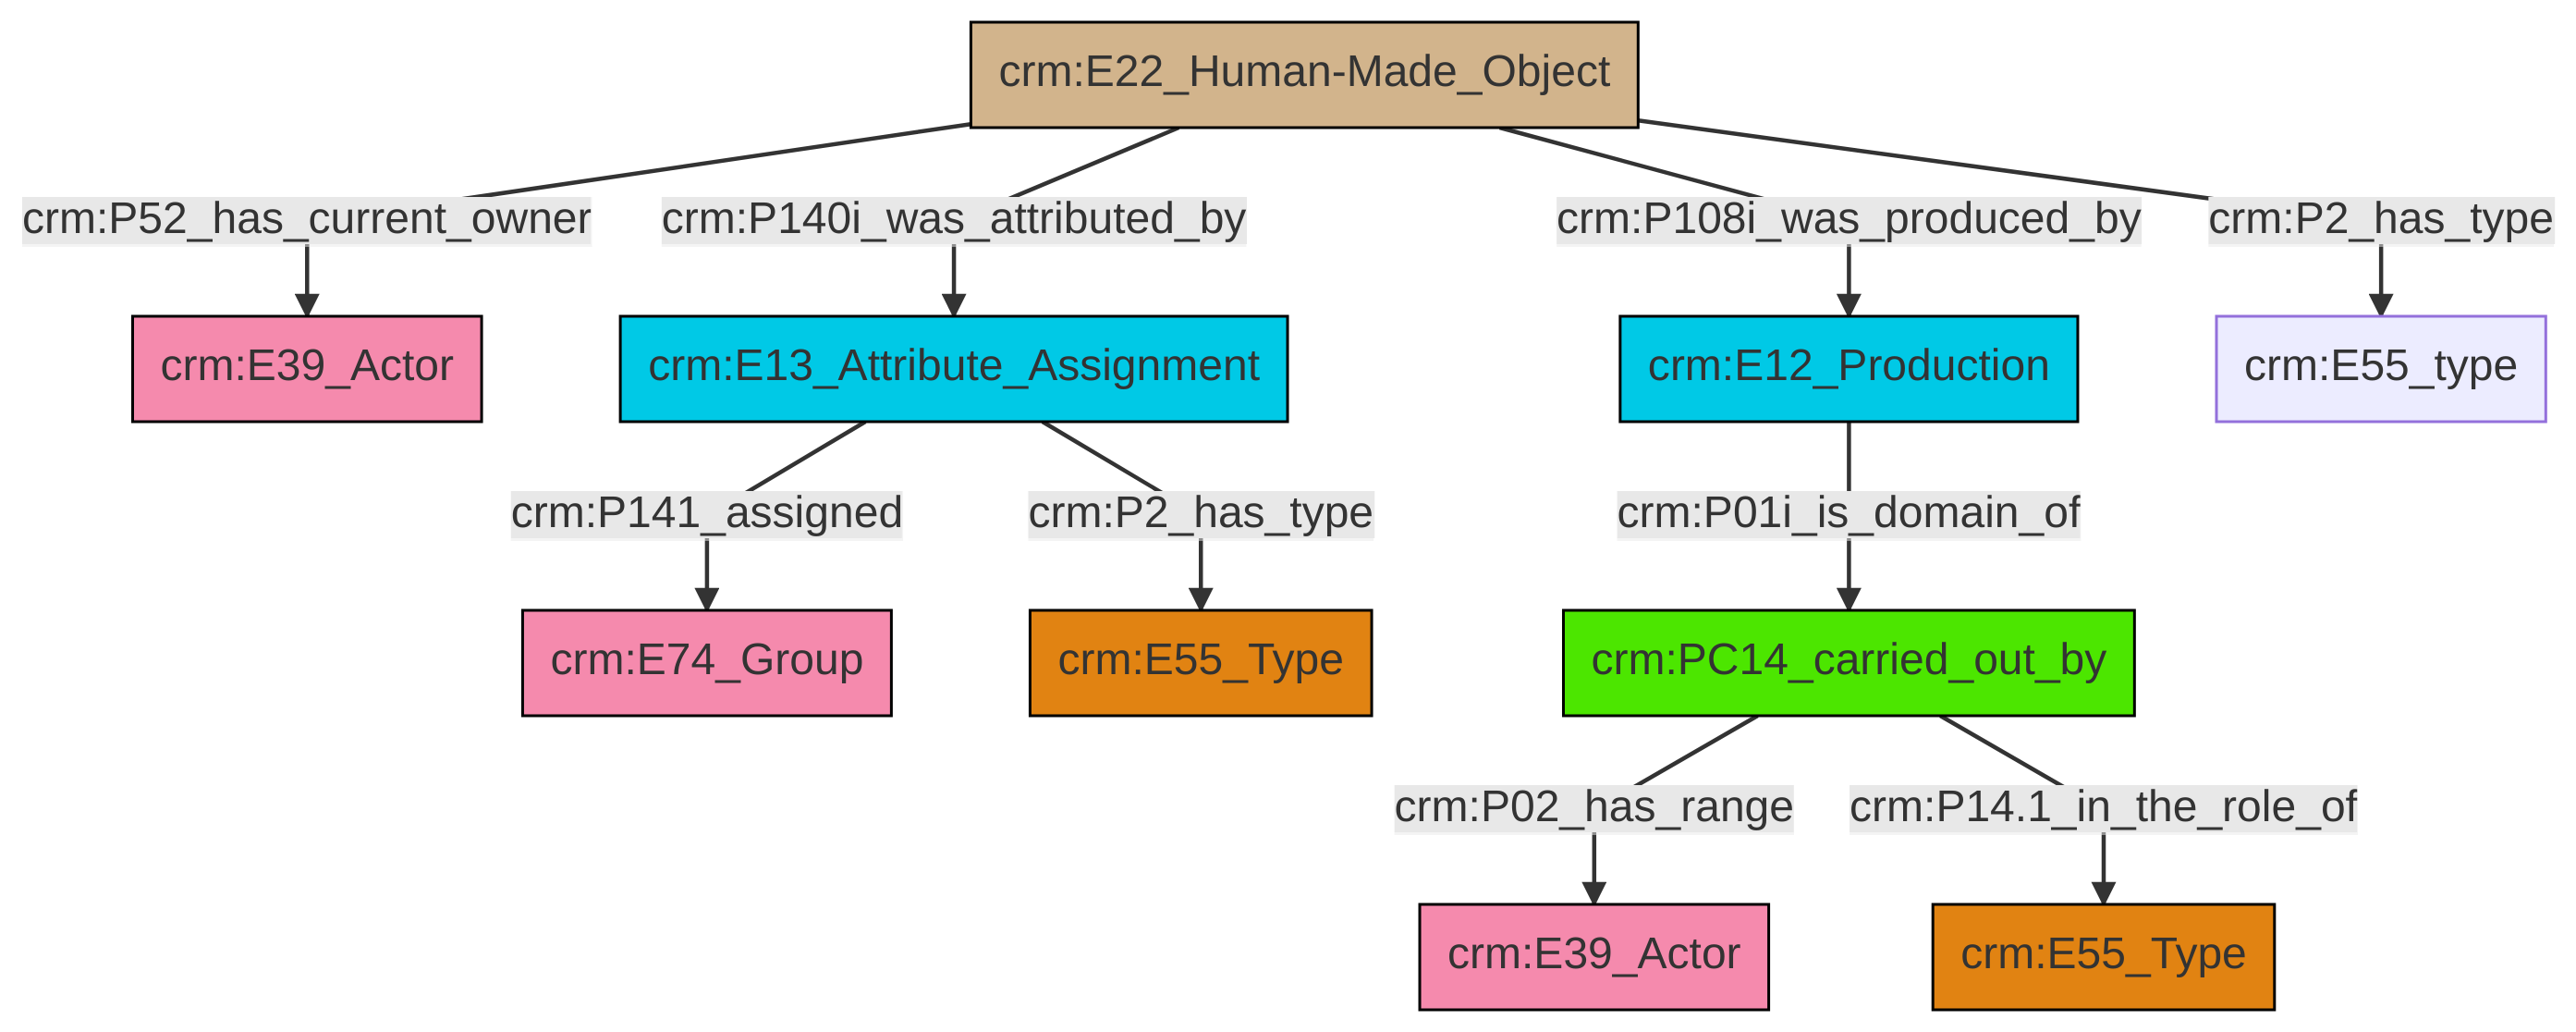 crm:E22_Human-Made_Object
crm:P52_has_current_owner
crm:P140i_was_attributed_by
crm:P108i_was_produced_by
crm:P2_has_type
crm:E39_Actor
crm:E13_Attribute_Assignment
crm:E12_Production
crm:E55_type
crm:P141_assigned
crm:P2_has_type
crm:P01i_is_domain_of
crm:E74_Group
crm:E55_Type
crm:PC14_carried_out_by
crm:P02_has_range
crm:P14.1_in_the_role_of
crm:E39_Actor
crm:E55_Type